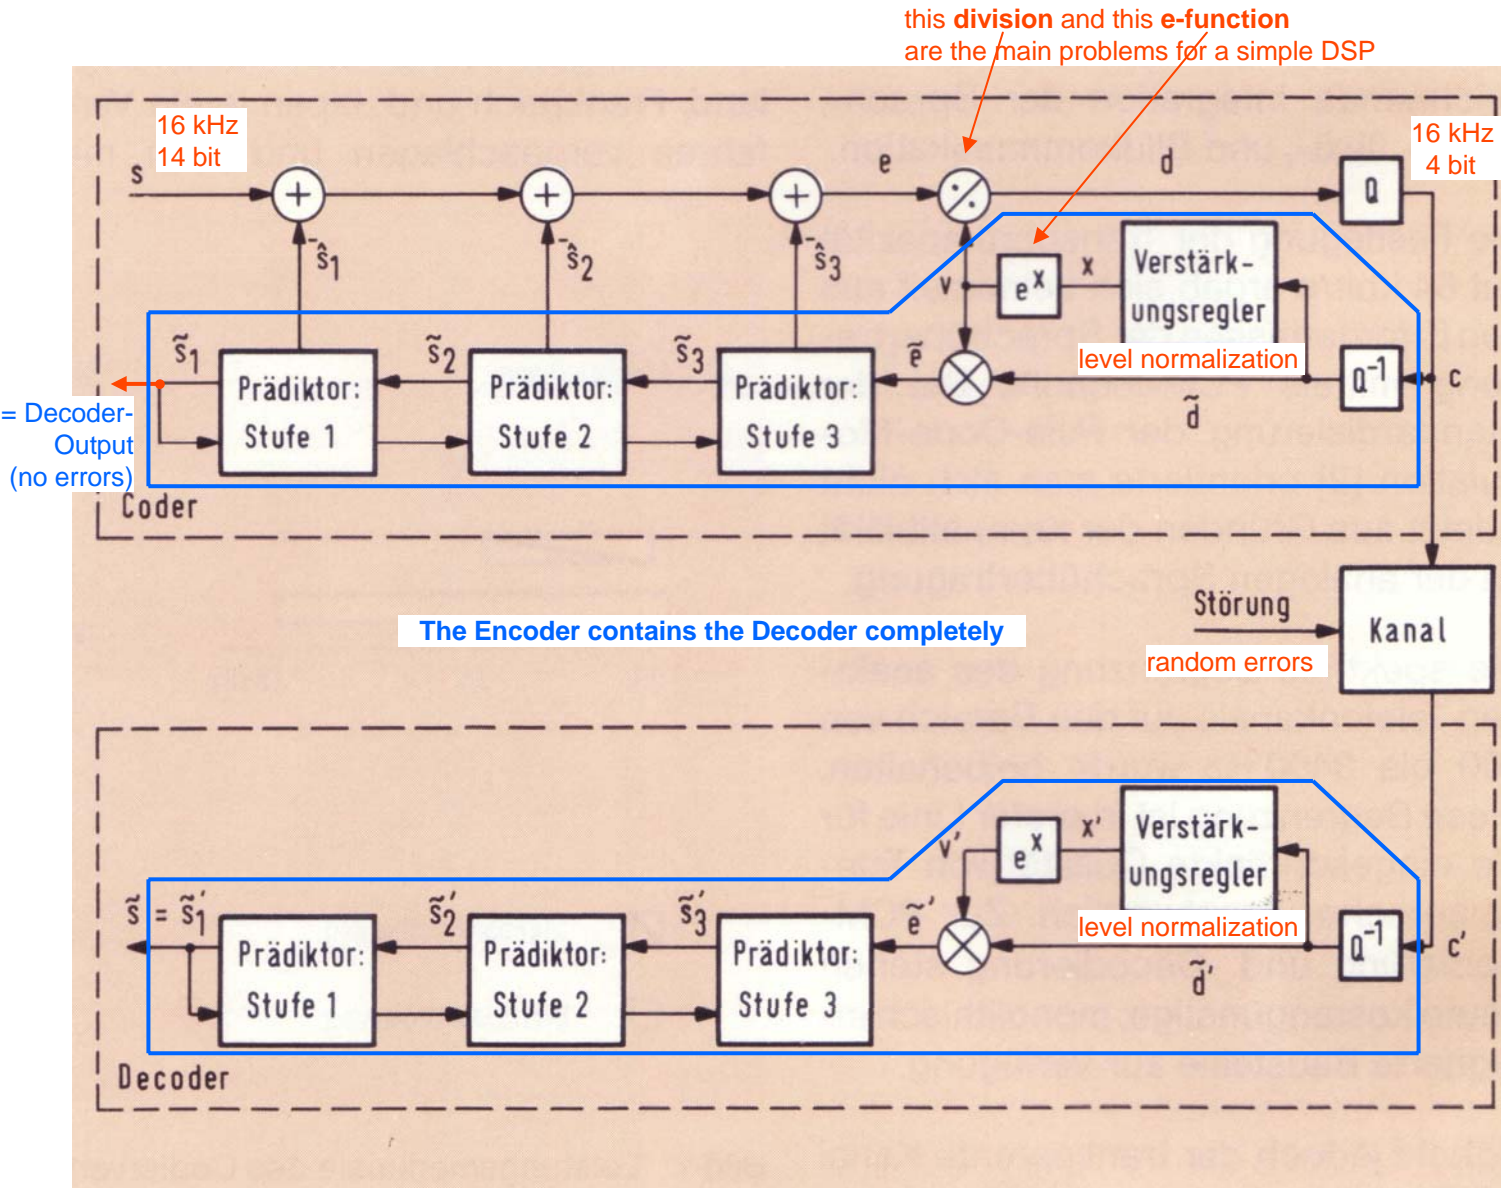 this division and this e-function
are the main problems for a simple DSP
16 kHz
14 bit
16 kHz
4 bit
s
e
d
Q
-ŝ1
-ŝ2
-ŝ3
v
e^x
x
Verstärk-
ungsregler
level normalization
s̃1
s̃2
s̃3
ẽ
d̃
Q⁻¹
c
Prädiktor:
Stufe 1
Prädiktor:
Stufe 2
Prädiktor:
Stufe 3
= Decoder-
Output
(no errors)
Coder
The Encoder contains the Decoder completely
Störung
random errors
Kanal
v'
e^x
x'
Verstärk-
ungsregler
level normalization
s̃ = s̃1'
s̃2'
s̃3'
ẽ'
d̃'
Q⁻¹
c'
Prädiktor:
Stufe 1
Prädiktor:
Stufe 2
Prädiktor:
Stufe 3
Decoder